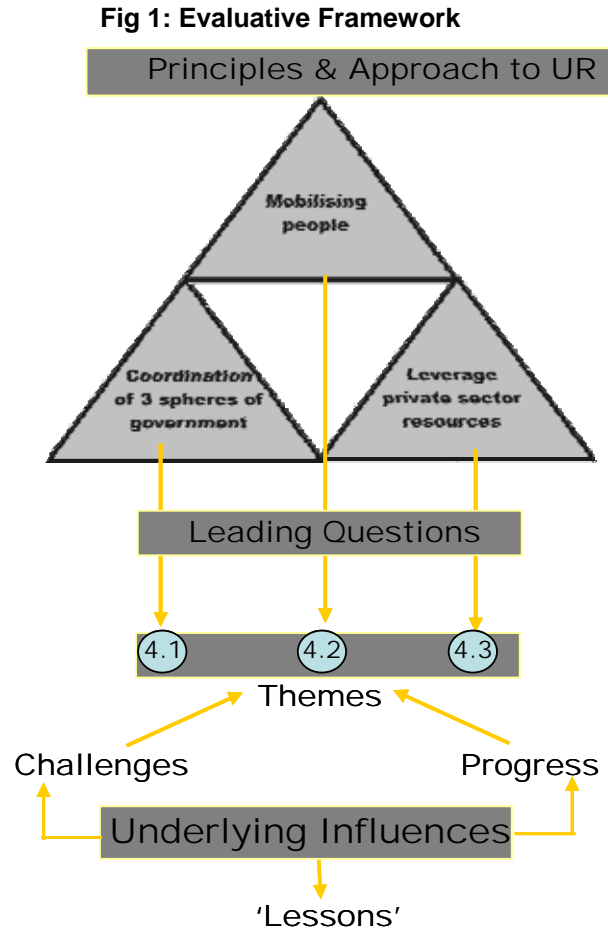 Fig 1: Evaluative Framework
Principles & Approach to UR
Mobilising
people
Coordination
of 3 spheres of
government
Leverage
private sector
resources
Leading Questions
4.1 4.2 4.3
Themes
Challenges
Progress
Underlying Influences
‘Lessons’